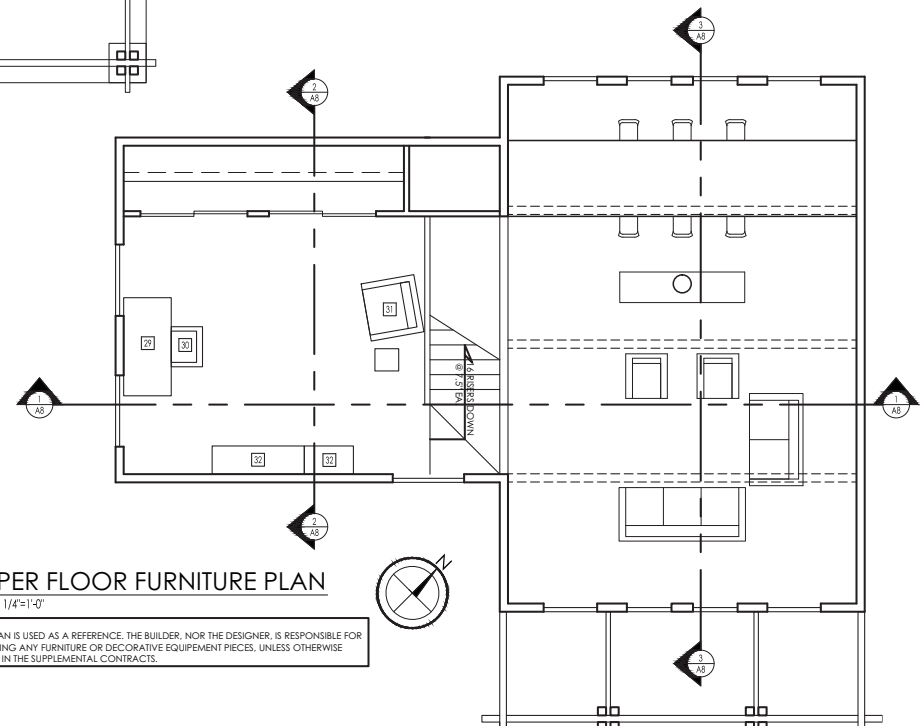 3
A8
2
A8
31
29
30
16 RISERS DOWN
@ 7.5" EA.
1
A8
1
A8
32
32
2
A8
PER FLOOR FURNITURE PLAN
1/4"=1'-0"
N
AN IS USED AS A REFERENCE. THE BUILDER, NOR THE DESIGNER, IS RESPONSIBLE FOR
ING ANY FURNITURE OR DECORATIVE EQUIPEMENT PIECES, UNLESS OTHERWISE
IN THE SUPPLEMENTAL CONTRACTS.
3
A8